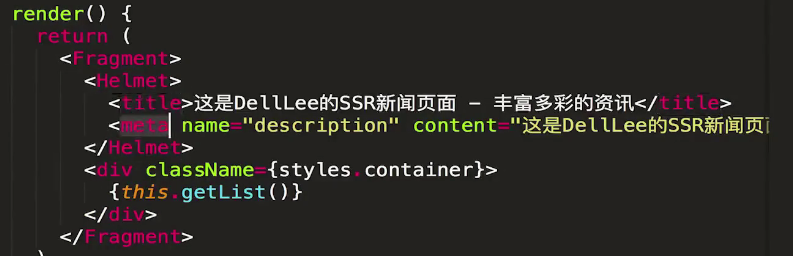 render() {
return (
<Fragment>
<Helmet>
<title>这是DellLee的SSR新闻页面 - 丰富多彩的资讯</title>
<meta name="description" content="这是DellLee的SSR新闻页
</Helmet>
<div className={styles.container}>
{this.getList()}
</div>
</Fragment>
)